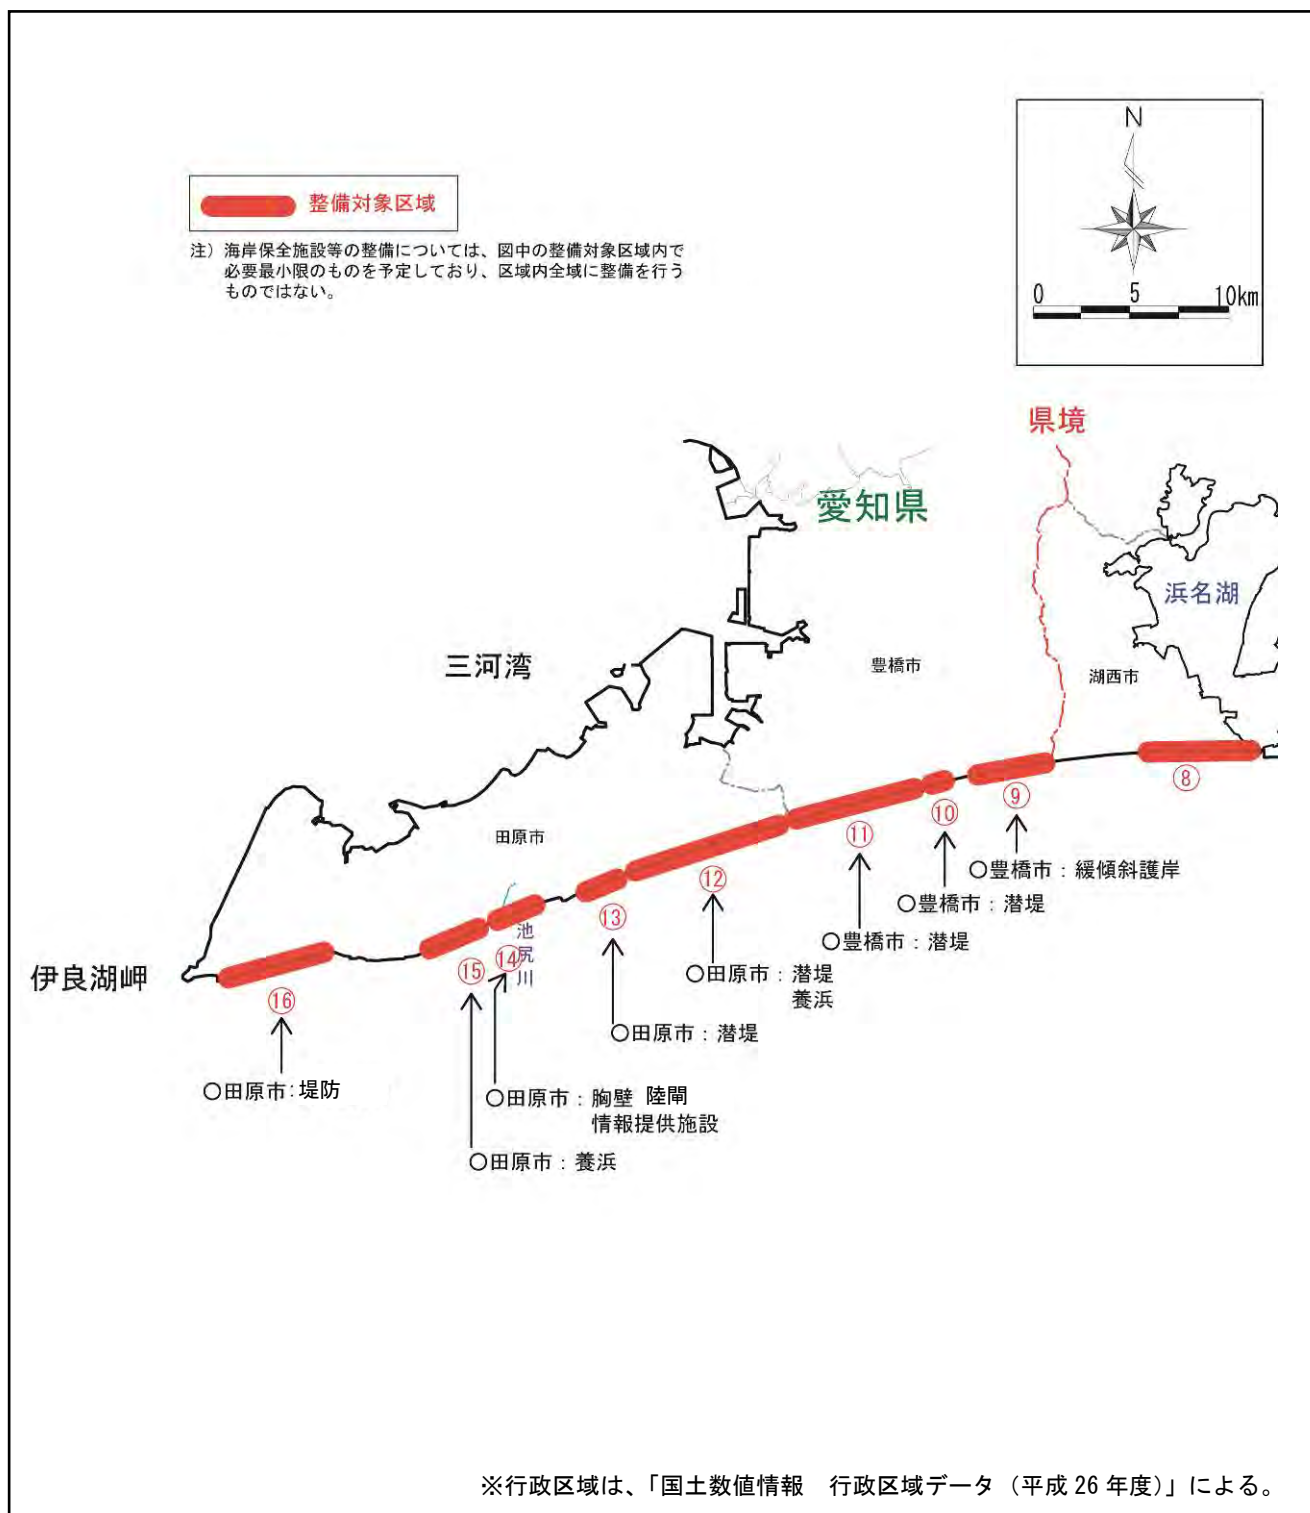 N
0 5 10km
整備対象区域
注）海岸保全施設等の整備については、図中の整備対象区域内で
必要最小限のものを予定しており、区域内全域に整備を行う
ものではない。
県境
愛知県
浜名湖
三河湾
豊橋市
湖西市
⑧
⑨
⑩
⑪
田原市
⑫
⑬
池尻川
⑭
⑮
伊良湖岬
⑯
○豊橋市：緩傾斜護岸
○豊橋市：潜堤
○豊橋市：潜堤
○田原市：潜堤
養浜
○田原市：潜堤
○田原市：堤防
○田原市：胸壁 陸閘
情報提供施設
○田原市：養浜
※行政区域は、「国土数値情報　行政区域データ（平成 26 年度）」による。